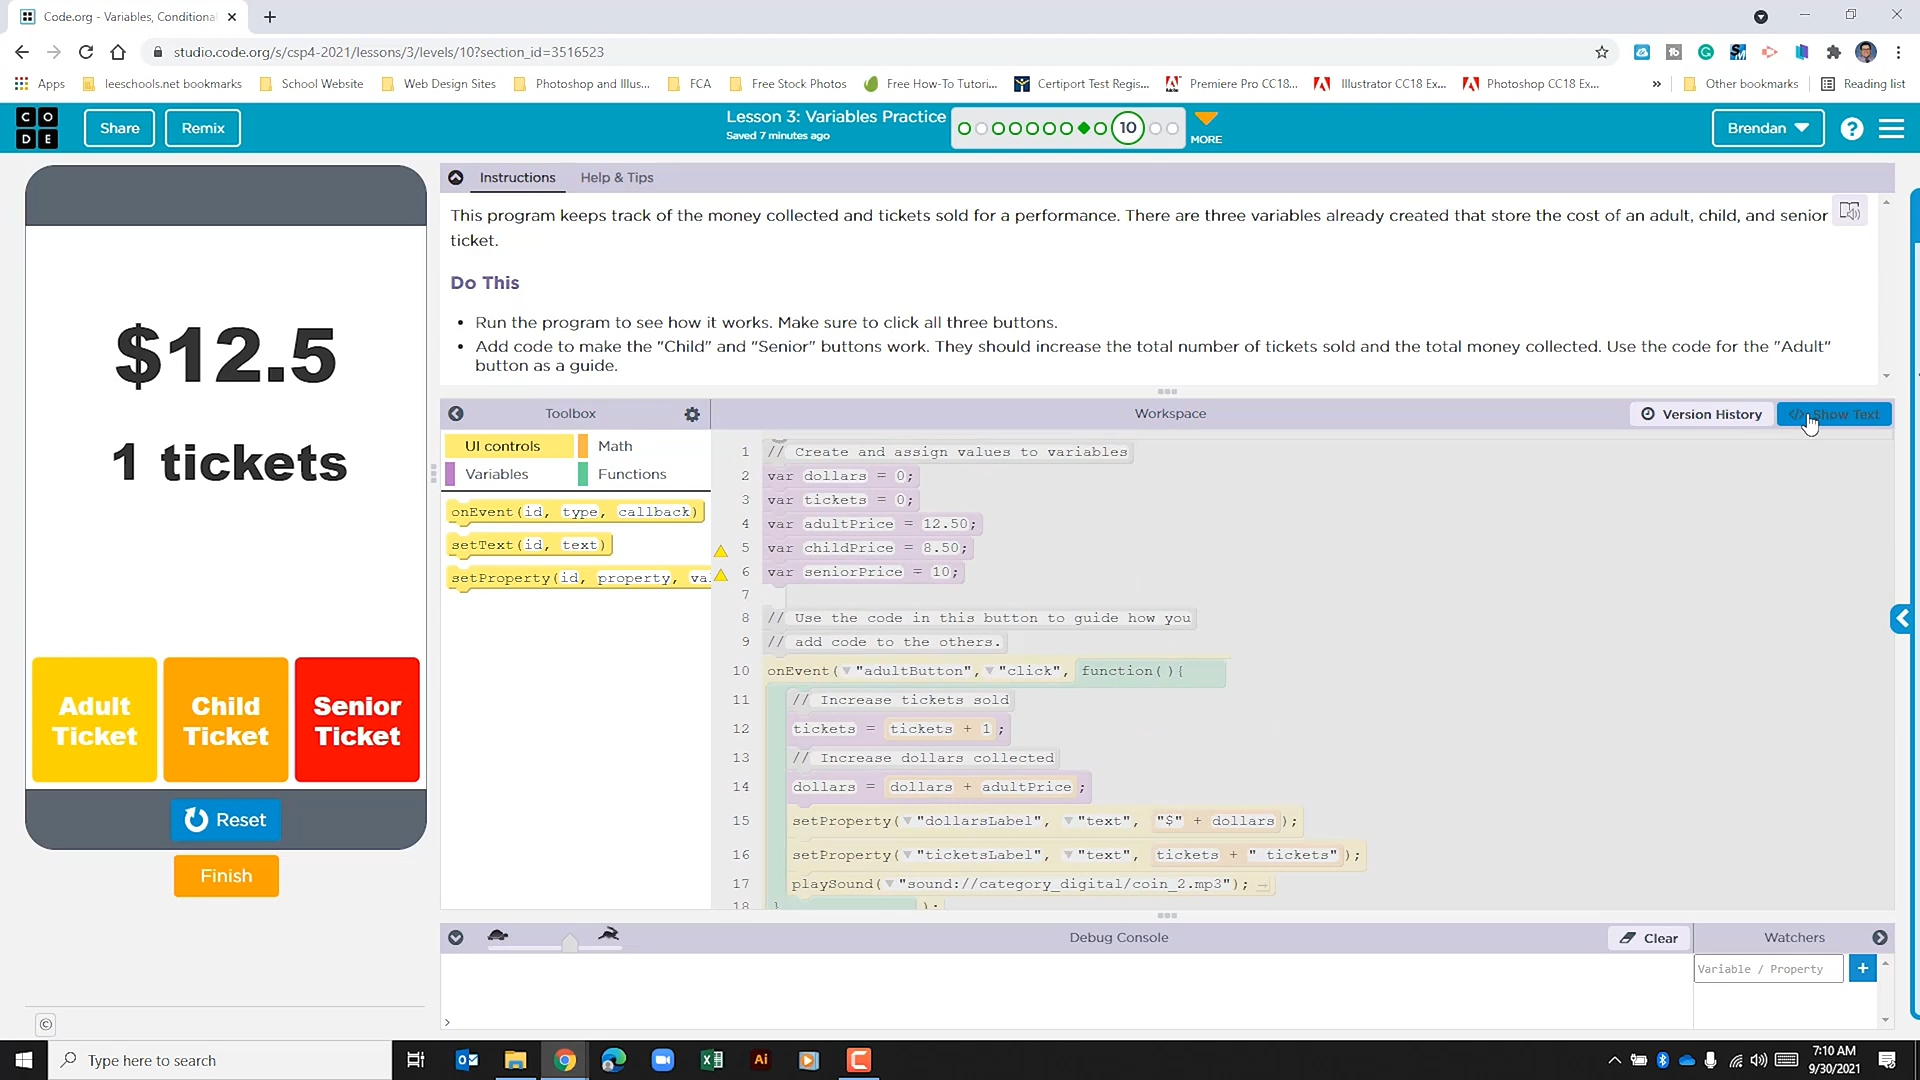 Code.org - Variables, Conditiona
studio.code.org/s/csp4-2021/lessons/3/levels/10?section_id=3516523
Apps
leeschools.net bookmarks
School Website
Web Design Sites
Photoshop and Illus...
FCA
Free Stock Photos
Free How-To Tutori...
Certiport Test Regis...
Premiere Pro CC18...
Illustrator CC18 Ex...
Photoshop CC18 Ex...
»
Other bookmarks
Reading list
CODE
Share
Remix
Lesson 3: Variables Practice
Saved 7 minutes ago
10
MORE
Brendan
?
Instructions
Help & Tips
This program keeps track of the money collected and tickets sold for a performance. There are three variables already created that store the cost of an adult, child, and senior
ticket.
Do This
• Run the program to see how it works. Make sure to click all three buttons.
• Add code to make the "Child" and "Senior" buttons work. They should increase the total number of tickets sold and the total money collected. Use the code for the "Adult"
button as a guide.
$12.5
1 tickets
Adult
Ticket
Child
Ticket
Senior
Ticket
Reset
Finish
©
Toolbox
Workspace
Version History
</> Show Text
UI controls
Math
Variables
Functions
onEvent(id, type, callback)
setText(id, text)
setProperty(id, property, val
1 // Create and assign values to variables
2 var dollars = 0;
3 var tickets = 0;
4 var adultPrice = 12.50;
5 var childPrice = 8.50;
6 var seniorPrice = 10;
7
8 // Use the code in this button to guide how you
9 // add code to the others.
10 onEvent("adultButton", "click", function( ){
11 // Increase tickets sold
12 tickets = tickets + 1;
13 // Increase dollars collected
14 dollars = dollars + adultPrice;
15 setProperty("dollarsLabel", "text", "$" + dollars);
16 setProperty("ticketsLabel", "text", tickets + " tickets");
17 playSound("sound://category_digital/coin_2.mp3");
18 });
Debug Console
Clear
Watchers
Variable / Property
+
>
Type here to search
Ai
7:10 AM
9/30/2021